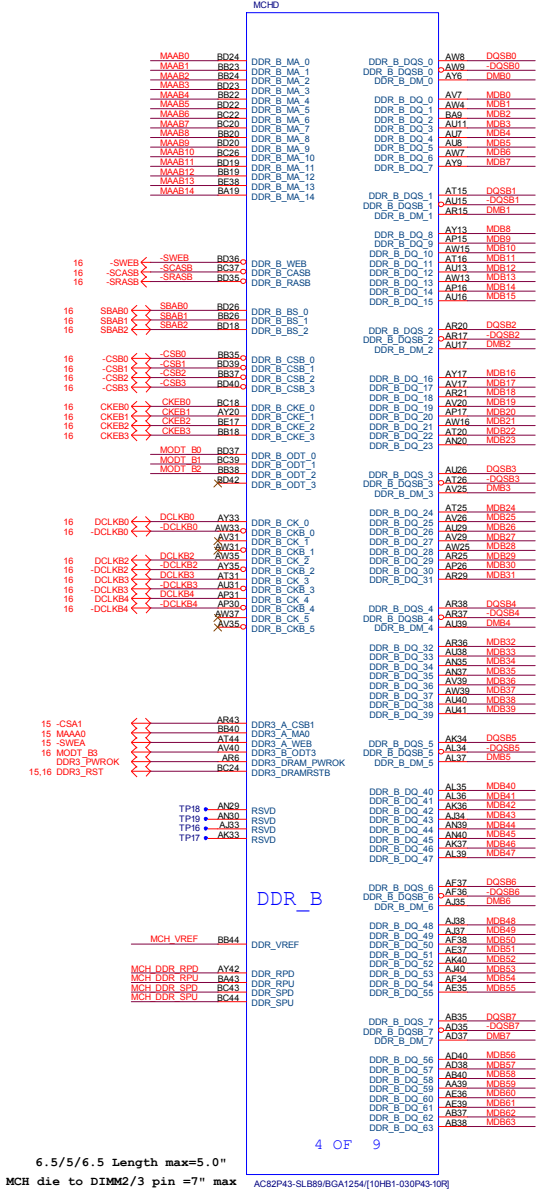 MCHD
MAAB0 BD24 DDR_B_MA_0
MAAB1 BB23 DDR_B_MA_1
MAAB2 BB24 DDR_B_MA_2
MAAB3 BD23 DDR_B_MA_3
MAAB4 BB22 DDR_B_MA_4
MAAB5 BD22 DDR_B_MA_5
MAAB6 BC22 DDR_B_MA_6
MAAB7 BC20 DDR_B_MA_7
MAAB8 BB20 DDR_B_MA_8
MAAB9 BD20 DDR_B_MA_9
MAAB10 BC26 DDR_B_MA_10
MAAB11 BD19 DDR_B_MA_11
MAAB12 BB19 DDR_B_MA_12
MAAB13 BE38 DDR_B_MA_13
MAAB14 BA19 DDR_B_MA_14
16 -SWEB -SWEB BD36 DDR_B_WEB
16 -SCASB -SCASB BC37 DDR_B_CASB
16 -SRASB -SRASB BD35 DDR_B_RASB
16 SBAB0 SBAB0 BD26 DDR_B_BS_0
16 SBAB1 SBAB1 BB26 DDR_B_BS_1
16 SBAB2 SBAB2 BD18 DDR_B_BS_2
16 -CSB0 -CSB0 BB35 DDR_B_CSB_0
16 -CSB1 -CSB1 BD39 DDR_B_CSB_1
16 -CSB2 -CSB2 BB37 DDR_B_CSB_2
16 -CSB3 -CSB3 BD40 DDR_B_CSB_3
16 CKEB0 CKEB0 BC18 DDR_B_CKE_0
16 CKEB1 CKEB1 AY20 DDR_B_CKE_1
16 CKEB2 CKEB2 BE17 DDR_B_CKE_2
16 CKEB3 CKEB3 BB18 DDR_B_CKE_3
MODT_B0 BD37 DDR_B_ODT_0
MODT_B1 BC39 DDR_B_ODT_1
MODT_B2 BB38 DDR_B_ODT_2
BD42 DDR_B_ODT_3
16 DCLKB0 DCLKB0 AY33 DDR_B_CK_0
16 -DCLKB0 -DCLKB0 AW33 DDR_B_CKB_0
AV31 DDR_B_CK_1
AW31 DDR_B_CKB_1
16 DCLKB2 DCLKB2 AW35 DDR_B_CK_2
16 -DCLKB2 -DCLKB2 AY35 DDR_B_CKB_2
16 DCLKB3 DCLKB3 AT31 DDR_B_CK_3
16 -DCLKB3 -DCLKB3 AU31 DDR_B_CKB_3
16 DCLKB4 DCLKB4 AP31 DDR_B_CK_4
16 -DCLKB4 -DCLKB4 AP30 DDR_B_CKB_4
AW37 DDR_B_CK_5
AV35 DDR_B_CKB_5
15 -CSA1 AR43 DDR3_A_CSB1
15 MAAA0 BB40 DDR3_A_MA0
15 -SWEA AT44 DDR3_A_WEB
16 MODT_B3 AV40 DDR3_B_ODT3
DDR3_PWROK AR6 DDR3_DRAM_PWROK
15,16 DDR3_RST BC24 DDR3_DRAMRSTB
TP18 AN29 RSVD
TP19 AN30 RSVD
TP16 AJ33 RSVD
TP17 AK33 RSVD
DDR_B
MCH_VREF BB44 DDR_VREF
MCH_DDR_RPD AY42 DDR_RPD
MCH_DDR_RPU BA43 DDR_RPU
MCH_DDR_SPD BC43 DDR_SPD
MCH_DDR_SPU BC44 DDR_SPU
DDR_B_DQS_0 AW8 DQSB0
DDR_B_DQSB_0 AW9 -DQSB0
DDR_B_DM_0 AY6 DMB0
DDR_B_DQ_0 AV7 MDB0
DDR_B_DQ_1 AW4 MDB1
DDR_B_DQ_2 BA9 MDB2
DDR_B_DQ_3 AU11 MDB3
DDR_B_DQ_4 AU7 MDB4
DDR_B_DQ_5 AU8 MDB5
DDR_B_DQ_6 AW7 MDB6
DDR_B_DQ_7 AY9 MDB7
DDR_B_DQS_1 AT15 DQSB1
DDR_B_DQSB_1 AU15 -DQSB1
DDR_B_DM_1 AR15 DMB1
DDR_B_DQ_8 AY13 MDB8
DDR_B_DQ_9 AP15 MDB9
DDR_B_DQ_10 AW15 MDB10
DDR_B_DQ_11 AT16 MDB11
DDR_B_DQ_12 AU13 MDB12
DDR_B_DQ_13 AW13 MDB13
DDR_B_DQ_14 AP16 MDB14
DDR_B_DQ_15 AU16 MDB15
DDR_B_DQS_2 AR20 DQSB2
DDR_B_DQSB_2 AR17 -DQSB2
DDR_B_DM_2 AU17 DMB2
DDR_B_DQ_16 AY17 MDB16
DDR_B_DQ_17 AV17 MDB17
DDR_B_DQ_18 AR21 MDB18
DDR_B_DQ_19 AV20 MDB19
DDR_B_DQ_20 AP17 MDB20
DDR_B_DQ_21 AW16 MDB21
DDR_B_DQ_22 AT20 MDB22
DDR_B_DQ_23 AN20 MDB23
DDR_B_DQS_3 AU26 DQSB3
DDR_B_DQSB_3 AT26 -DQSB3
DDR_B_DM_3 AV25 DMB3
DDR_B_DQ_24 AT25 MDB24
DDR_B_DQ_25 AV26 MDB25
DDR_B_DQ_26 AU29 MDB26
DDR_B_DQ_27 AV29 MDB27
DDR_B_DQ_28 AW25 MDB28
DDR_B_DQ_29 AR25 MDB29
DDR_B_DQ_30 AP26 MDB30
DDR_B_DQ_31 AR29 MDB31
DDR_B_DQS_4 AR38 DQSB4
DDR_B_DQSB_4 AR37 -DQSB4
DDR_B_DM_4 AU39 DMB4
DDR_B_DQ_32 AR36 MDB32
DDR_B_DQ_33 AU38 MDB33
DDR_B_DQ_34 AN35 MDB34
DDR_B_DQ_35 AN37 MDB35
DDR_B_DQ_36 AV39 MDB36
DDR_B_DQ_37 AW39 MDB37
DDR_B_DQ_38 AU40 MDB38
DDR_B_DQ_39 AU41 MDB39
DDR_B_DQS_5 AK34 DQSB5
DDR_B_DQSB_5 AL34 -DQSB5
DDR_B_DM_5 AL37 DMB5
DDR_B_DQ_40 AL35 MDB40
DDR_B_DQ_41 AL36 MDB41
DDR_B_DQ_42 AK36 MDB42
DDR_B_DQ_43 AJ34 MDB43
DDR_B_DQ_44 AN39 MDB44
DDR_B_DQ_45 AN40 MDB45
DDR_B_DQ_46 AK37 MDB46
DDR_B_DQ_47 AL39 MDB47
DDR_B_DQS_6 AF37 DQSB6
DDR_B_DQSB_6 AF36 -DQSB6
DDR_B_DM_6 AJ35 DMB6
DDR_B_DQ_48 AJ38 MDB48
DDR_B_DQ_49 AJ37 MDB49
DDR_B_DQ_50 AF38 MDB50
DDR_B_DQ_51 AE37 MDB51
DDR_B_DQ_52 AK40 MDB52
DDR_B_DQ_53 AJ40 MDB53
DDR_B_DQ_54 AF34 MDB54
DDR_B_DQ_55 AE35 MDB55
DDR_B_DQS_7 AB35 DQSB7
DDR_B_DQSB_7 AD35 -DQSB7
DDR_B_DM_7 AD37 DMB7
DDR_B_DQ_56 AD40 MDB56
DDR_B_DQ_57 AD38 MDB57
DDR_B_DQ_58 AB40 MDB58
DDR_B_DQ_59 AA39 MDB59
DDR_B_DQ_60 AE36 MDB60
DDR_B_DQ_61 AE39 MDB61
DDR_B_DQ_62 AB37 MDB62
DDR_B_DQ_63 AB38 MDB63
4 OF 9
6.5/5/6.5 Length max=5.0"
MCH die to DIMM2/3 pin =7" max
AC82P43-SLB89/BGA1254/[10HB1-030P43-10R]